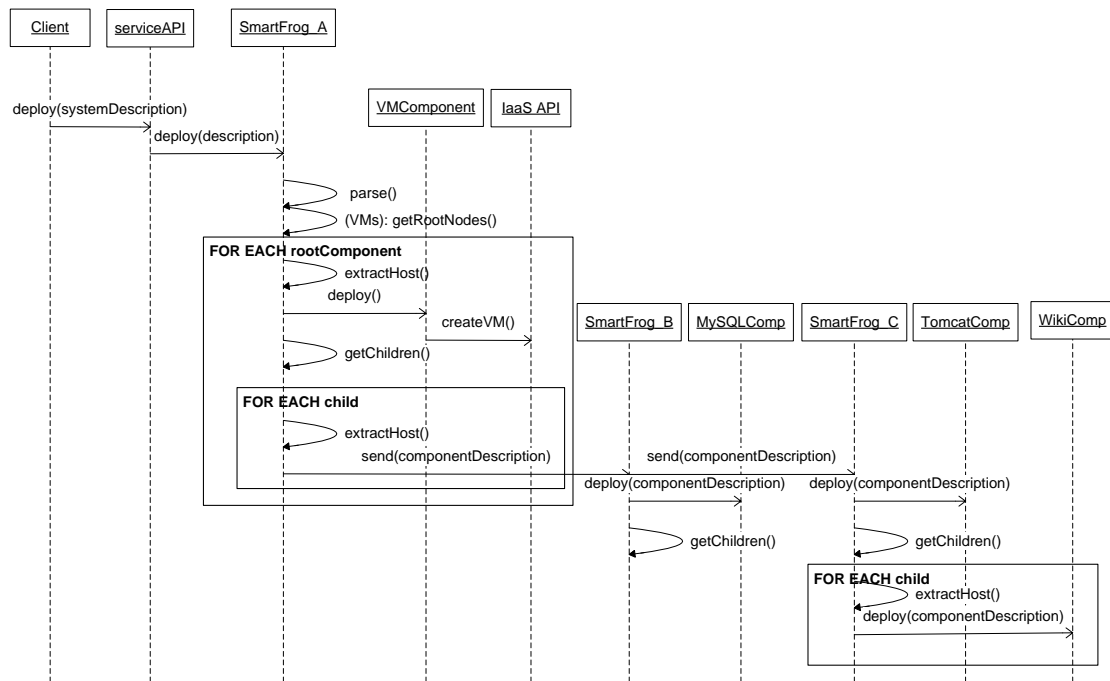 Client
serviceAPI
SmartFrog_A
deploy(systemDescription)
VMComponent
IaaS API
deploy(description)
parse()
(VMs): getRootNodes()
FOR EACH rootComponent
extractHost()
deploy()
createVM()
SmartFrog_B
MySQLComp
SmartFrog_C
TomcatComp
WikiComp
getChildren()
FOR EACH child
extractHost()
send(componentDescription)
send(componentDescription)
deploy(componentDescription)
deploy(componentDescription)
getChildren()
getChildren()
FOR EACH child
extractHost()
deploy(componentDescription)